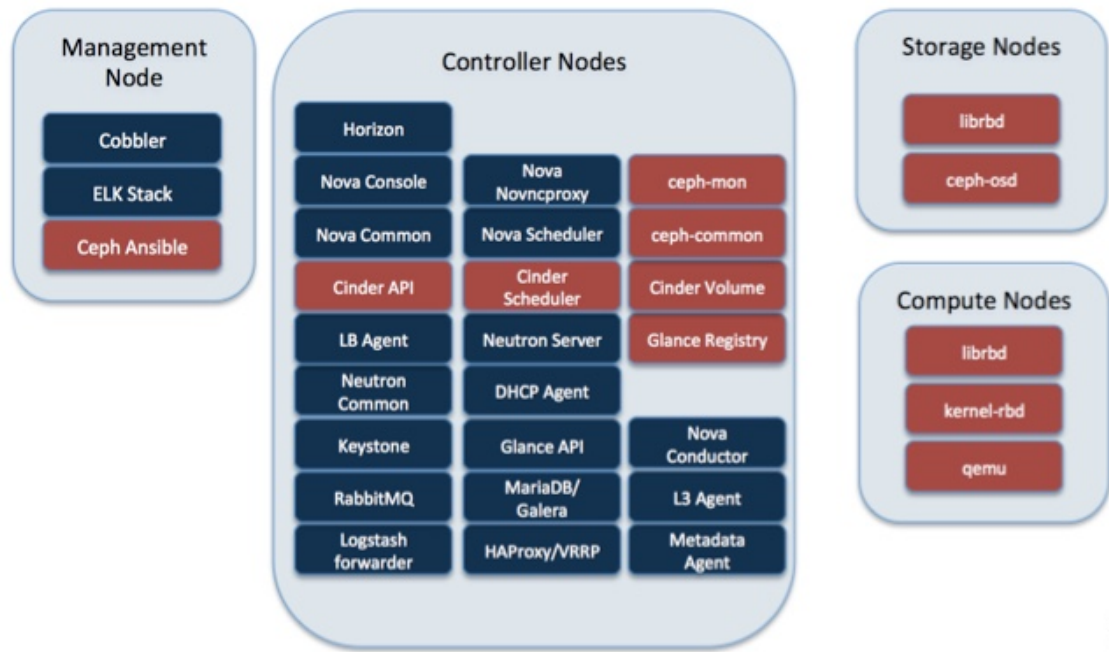 Management
Node
Cobbler
ELK Stack
Ceph Ansible
Controller Nodes
Horizon
Nova Console
Nova
Novncproxy
ceph-mon
Nova Common
Nova Scheduler
ceph-common
Cinder API
Cinder
Scheduler
Cinder Volume
LB Agent
Neutron Server
Glance Registry
Neutron
Common
DHCP Agent
Keystone
Glance API
Nova
Conductor
RabbitMQ
MariaDB/
Galera
L3 Agent
Logstash
forwarder
HAProxy/VRRP
Metadata
Agent
Storage Nodes
librbd
ceph-osd
Compute Nodes
librbd
kernel-rbd
qemu